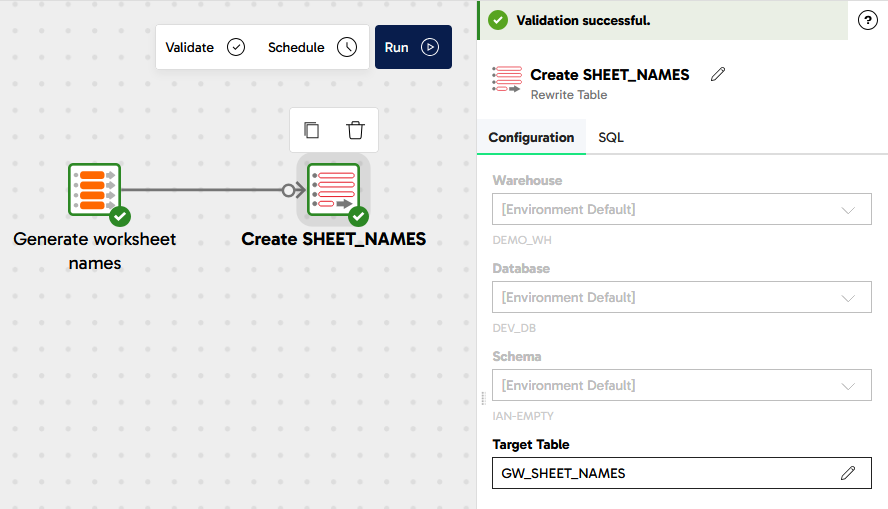 Validate
Schedule
Run
Generate worksheet
names
Create SHEET_NAMES
Validation successful.
?
Create SHEET_NAMES
Rewrite Table
Configuration
SQL
Warehouse
[Environment Default]
DEMO_WH
Database
[Environment Default]
DEV_DB
Schema
[Environment Default]
IAN-EMPTY
Target Table
GW_SHEET_NAMES